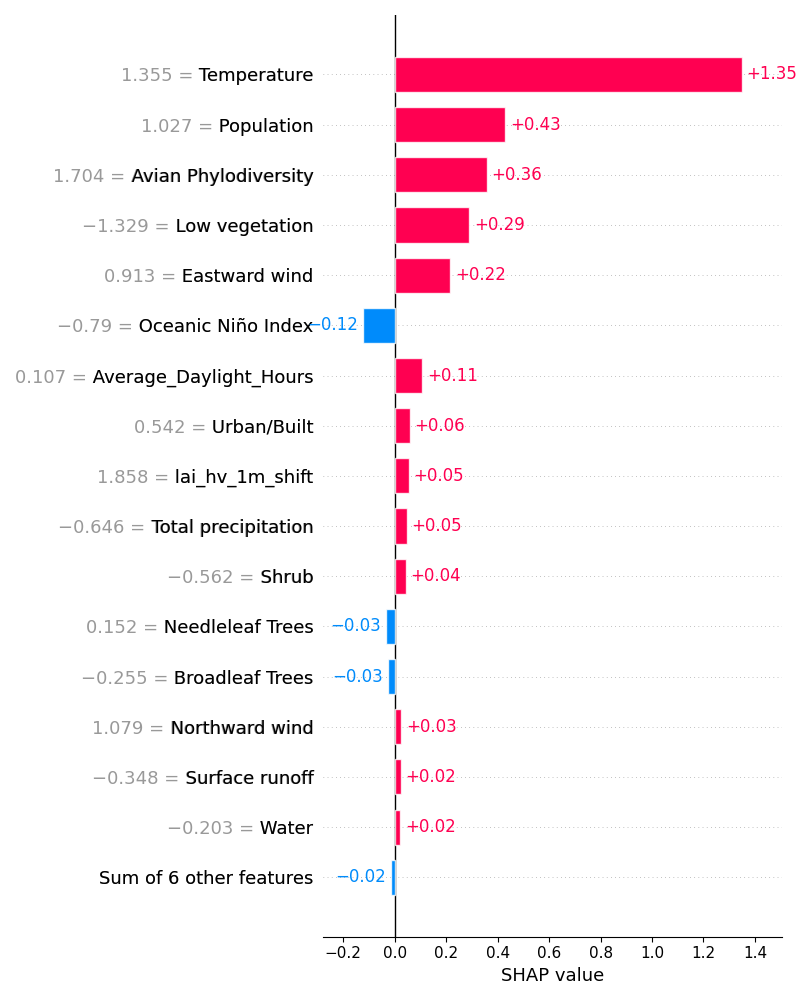 1.355 = Temperature +1.35
1.027 = Population +0.43
1.704 = Avian Phylodiversity +0.36
−1.329 = Low vegetation +0.29
0.913 = Eastward wind +0.22
−0.79 = Oceanic Niño Index −0.12
0.107 = Average_Daylight_Hours +0.11
0.542 = Urban/Built +0.06
1.858 = lai_hv_1m_shift +0.05
−0.646 = Total precipitation +0.05
−0.562 = Shrub +0.04
0.152 = Needleleaf Trees −0.03
−0.255 = Broadleaf Trees −0.03
1.079 = Northward wind +0.03
−0.348 = Surface runoff +0.02
−0.203 = Water +0.02
Sum of 6 other features −0.02
−0.2 0.0 0.2 0.4 0.6 0.8 1.0 1.2 1.4
SHAP value